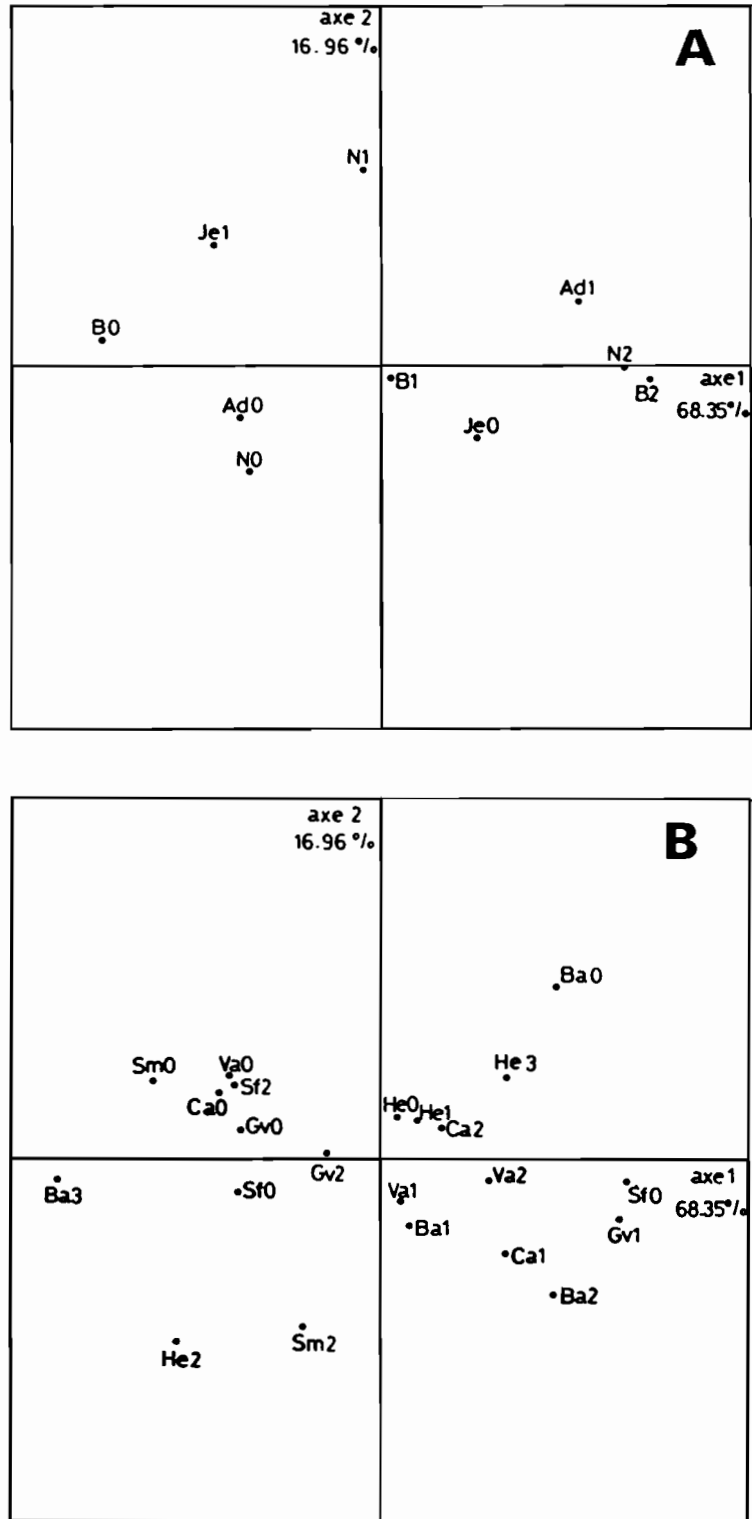 axe 2
16.96 %
A
N1
Je1
Ad1
B0
N2
B1
B2
axe1
68.35%
Ad0
Je0
N0
axe 2
16.96 %
B
Ba0
Sm0
Va0
Sf2
He3
Ca0
He0
He1
Gv0
Ca2
Gv2
Ba3
Sf0
Va1
Va2
Sf0
axe1
68.35%
Ba1
Gv1
Ca1
Ba2
He2
Sm2